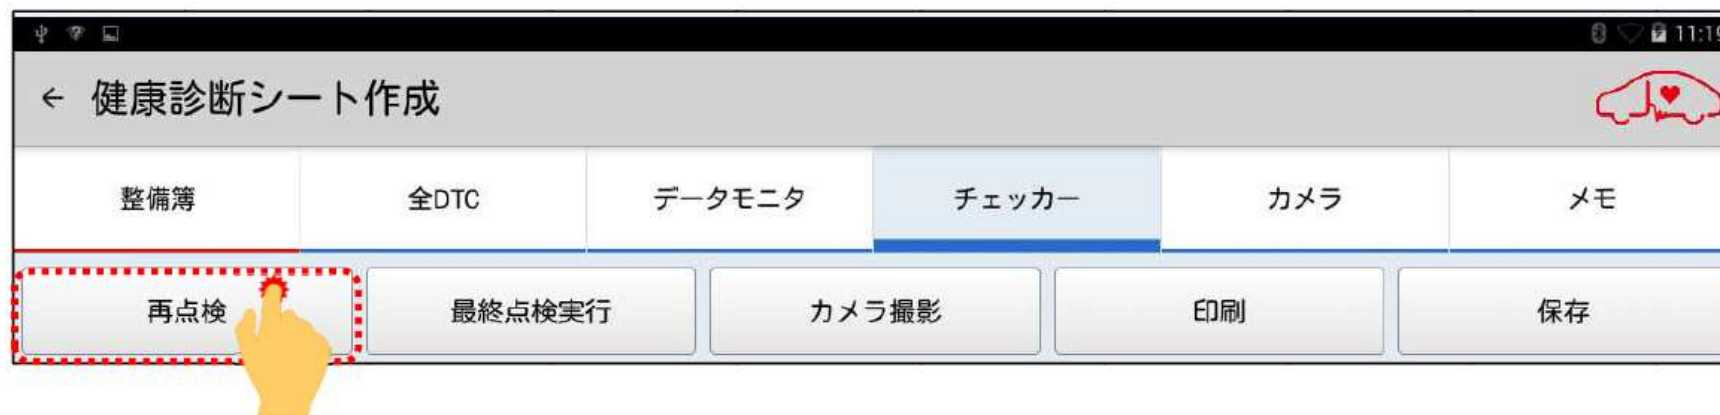 11:19
健康診断シート作成
整備簿 全DTC データモニタ チェッカー カメラ メモ
再点検 最終点検実行 カメラ撮影 印刷 保存